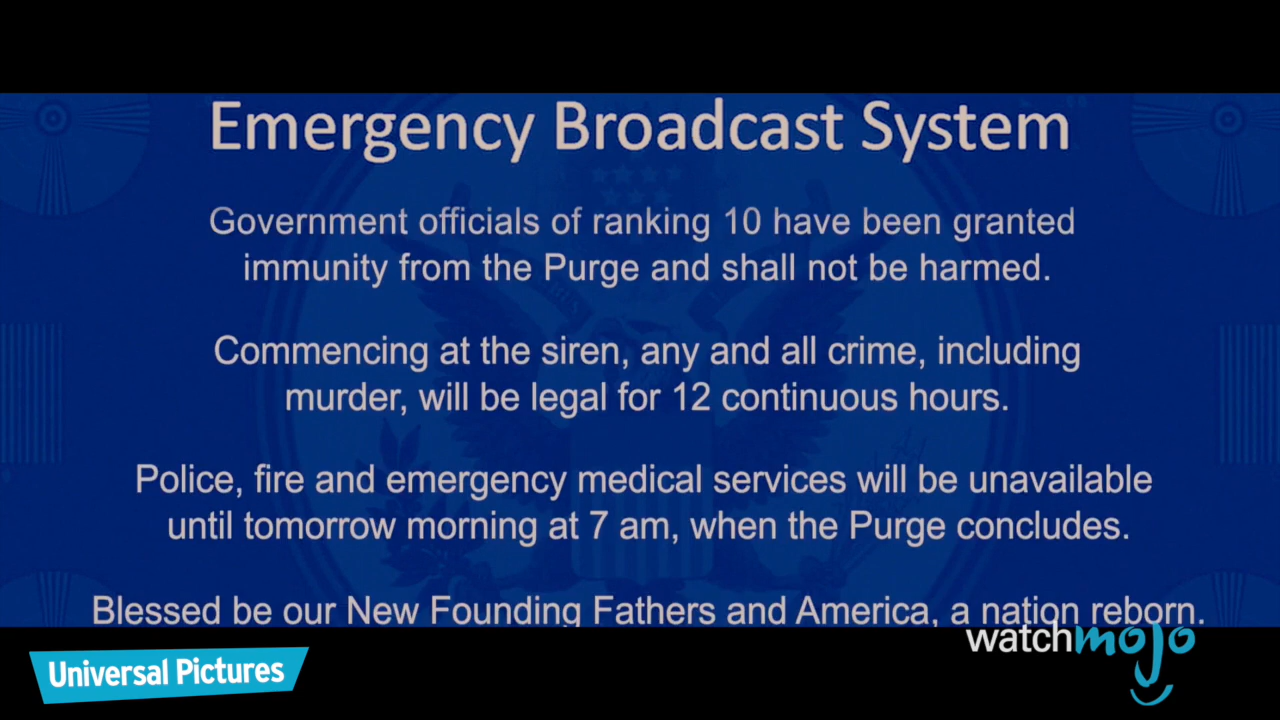 Emergency Broadcast System
Government officials of ranking 10 have been granted
immunity from the Purge and shall not be harmed.
Commencing at the siren, any and all crime, including
murder, will be legal for 12 continuous hours.
Police, fire and emergency medical services will be unavailable
until tomorrow morning at 7 am, when the Purge concludes.
Blessed be our New Founding Fathers and America, a nation reborn.
watchmojo
Universal Pictures